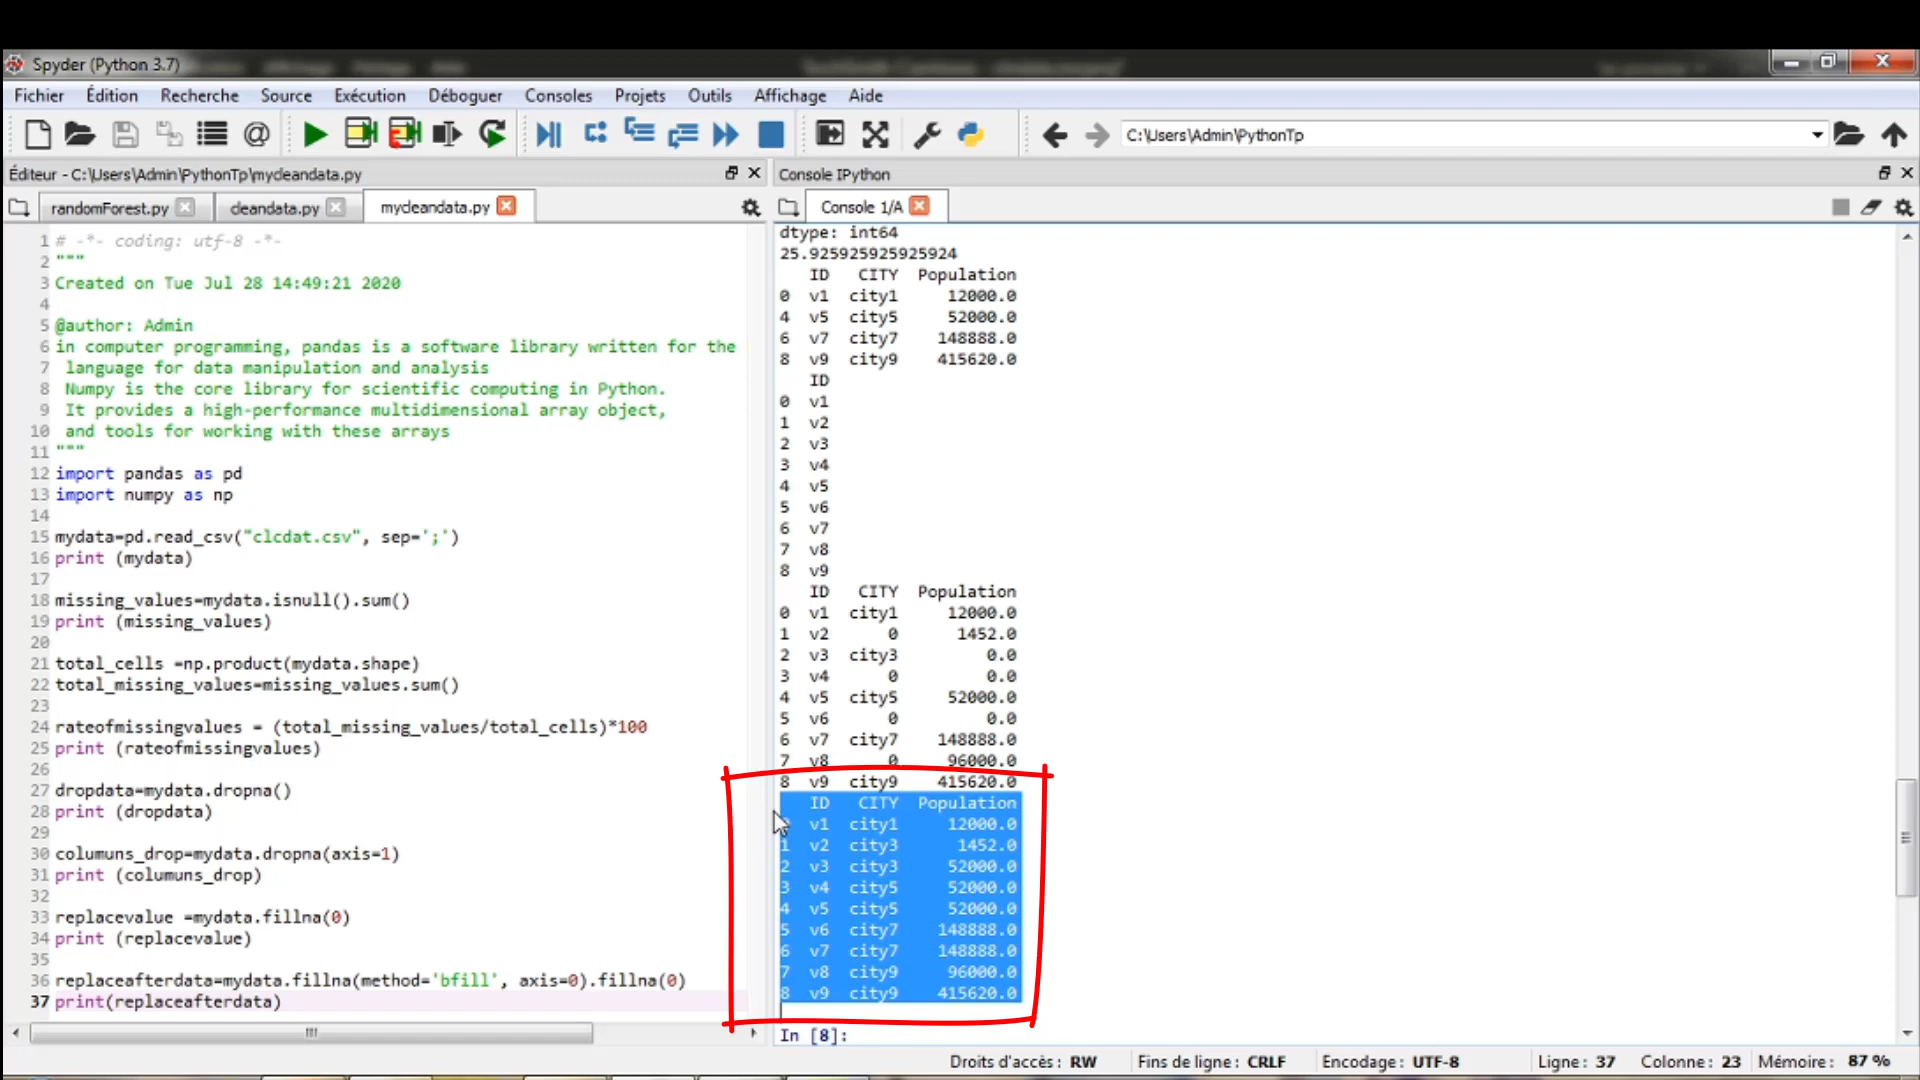 Spyder (Python 3.7)
Fichier Édition Recherche Source Exécution Déboguer Consoles Projets Outils Affichage Aide
C:\Users\Admin\PythonTp
Éditeur - C:\Users\Admin\PythonTp\mycleandata.py
randomForest.py cleandata.py mycleandata.py
1 # -*- coding: utf-8 -*-
2 """
3 Created on Tue Jul 28 14:49:21 2020
4
5 @author: Admin
6 in computer programming, pandas is a software library written for the
7 language for data manipulation and analysis
8 Numpy is the core library for scientific computing in Python.
9 It provides a high-performance multidimensional array object,
10 and tools for working with these arrays
11 """
12 import pandas as pd
13 import numpy as np
14
15 mydata=pd.read_csv("clcdat.csv", sep=';')
16 print (mydata)
17
18 missing_values=mydata.isnull().sum()
19 print (missing_values)
20
21 total_cells =np.product(mydata.shape)
22 total_missing_values=missing_values.sum()
23
24 rateofmissingvalues = (total_missing_values/total_cells)*100
25 print (rateofmissingvalues)
26
27 dropdata=mydata.dropna()
28 print (dropdata)
29
30 columuns_drop=mydata.dropna(axis=1)
31 print (columuns_drop)
32
33 replacevalue =mydata.fillna(0)
34 print (replacevalue)
35
36 replaceafterdata=mydata.fillna(method='bfill', axis=0).fillna(0)
37 print(replaceafterdata)
Console IPython
Console 1/A
dtype: int64
25.925925925925924
ID CITY Population
0 v1 city1 12000.0
4 v5 city5 52000.0
6 v7 city7 148888.0
8 v9 city9 415620.0
ID
0 v1
1 v2
2 v3
3 v4
4 v5
5 v6
6 v7
7 v8
8 v9
ID CITY Population
0 v1 city1 12000.0
1 v2 0 1452.0
2 v3 city3 0.0
3 v4 0 0.0
4 v5 city5 52000.0
5 v6 0 0.0
6 v7 city7 148888.0
7 v8 0 96000.0
8 v9 city9 415620.0
ID CITY Population
v1 city1 12000.0
1 v2 city3 1452.0
2 v3 city3 52000.0
3 v4 city5 52000.0
4 v5 city5 52000.0
5 v6 city7 148888.0
6 v7 city7 148888.0
7 v8 city9 96000.0
8 v9 city9 415620.0
In [8]:
Droits d'accès : RW Fins de ligne : CRLF Encodage : UTF-8 Ligne : 37 Colonne : 23 Mémoire : 87 %